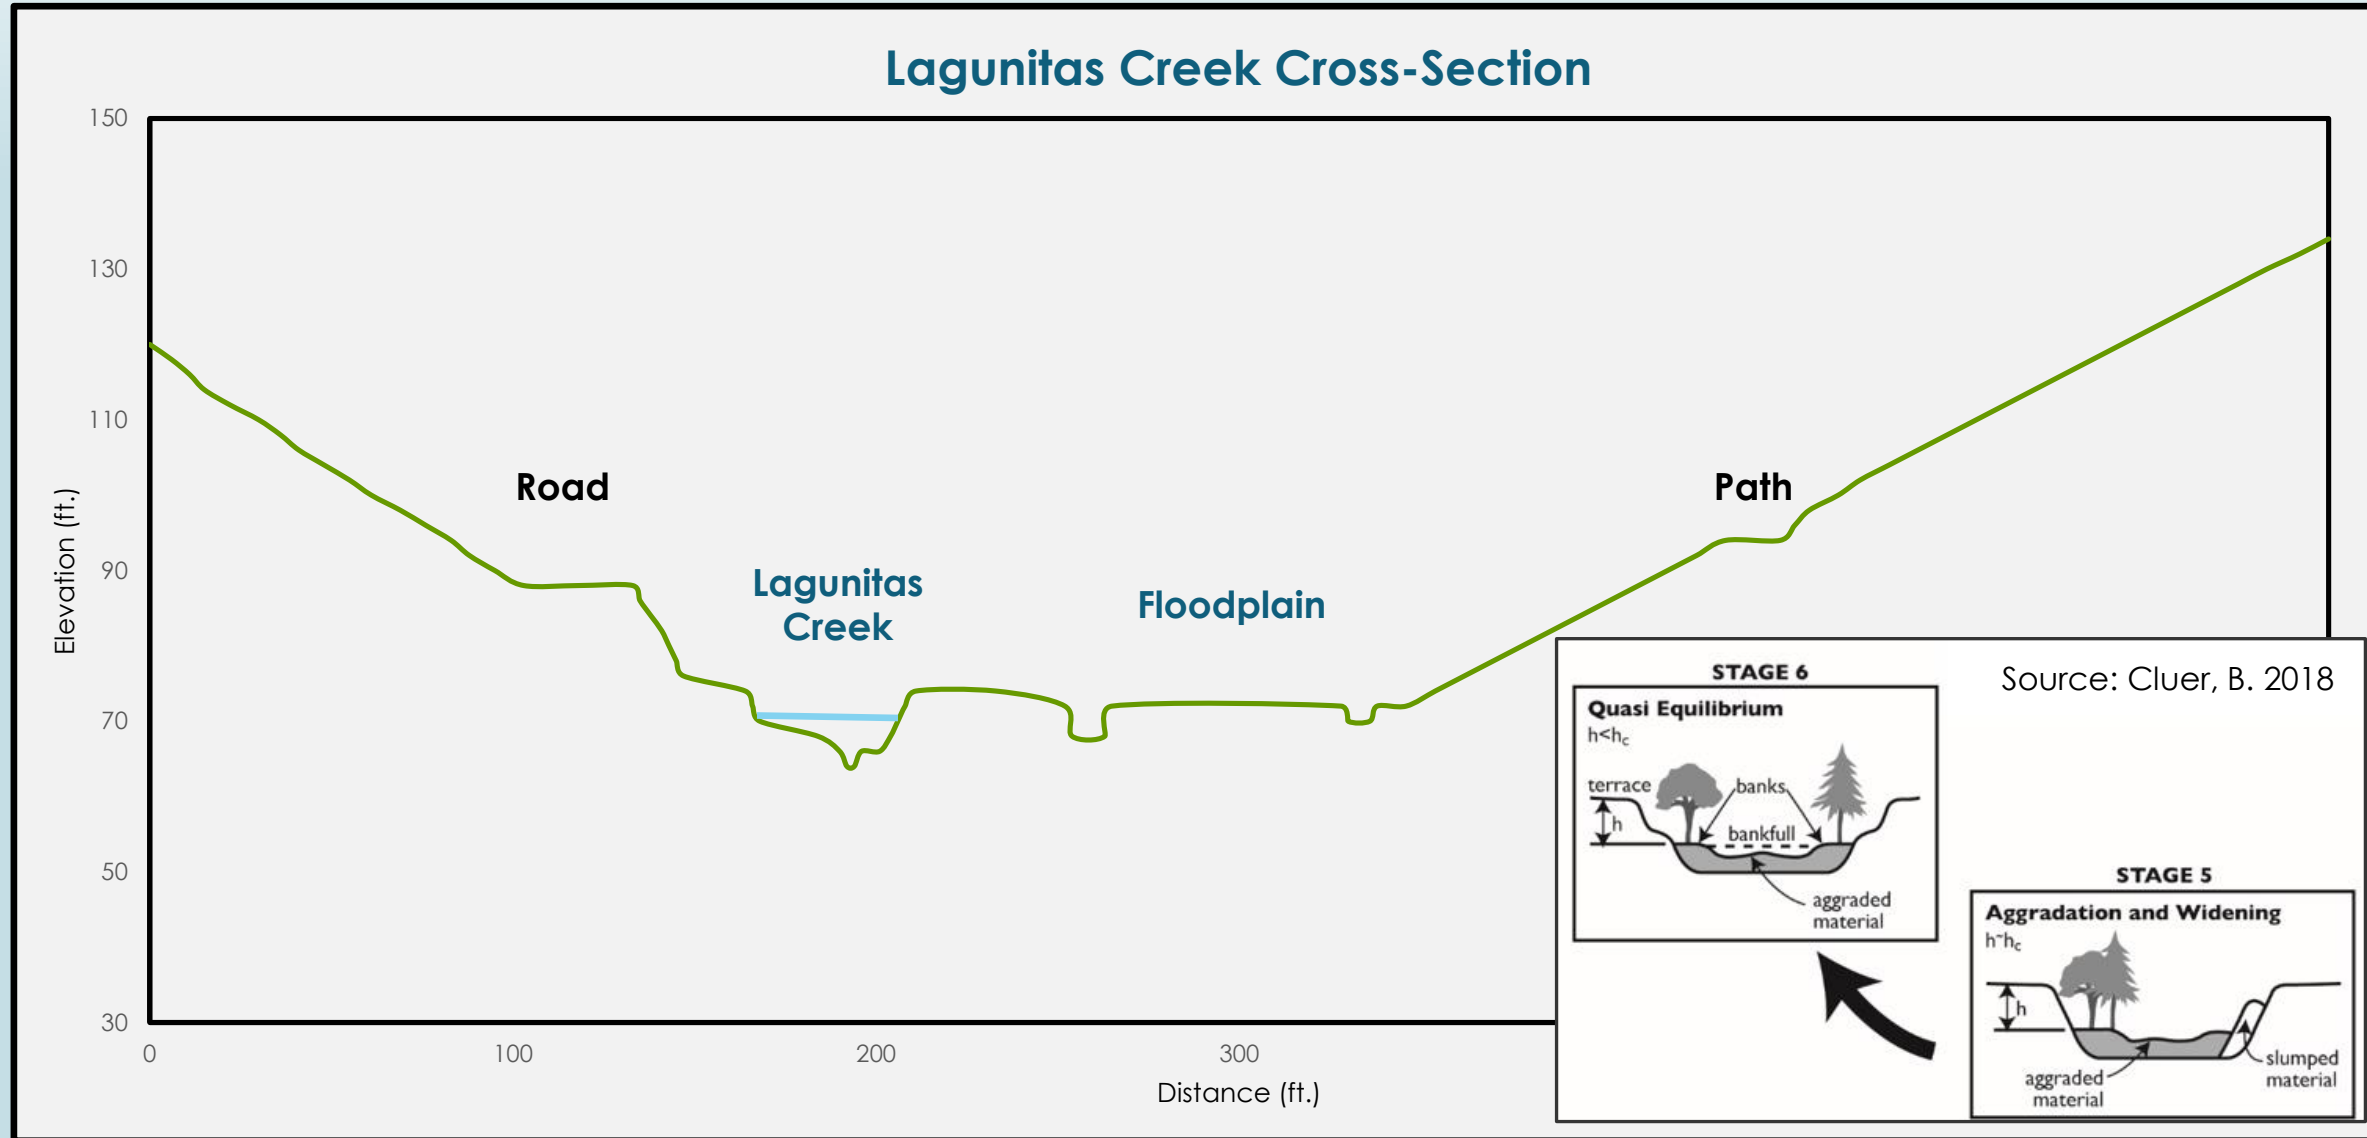 Lagunitas Creek Cross-Section
150
130
110
90
70
50
30
Elevation (ft.)
Road
Lagunitas
Creek
Floodplain
Path
0
100
200
300
Distance (ft.)
Source: Cluer, B. 2018
STAGE 6
Quasi Equilibrium
h<hc
terrace
banks
h
bankfull
aggraded
material
STAGE 5
Aggradation and Widening
h~hc
h
slumped
material
aggraded
material